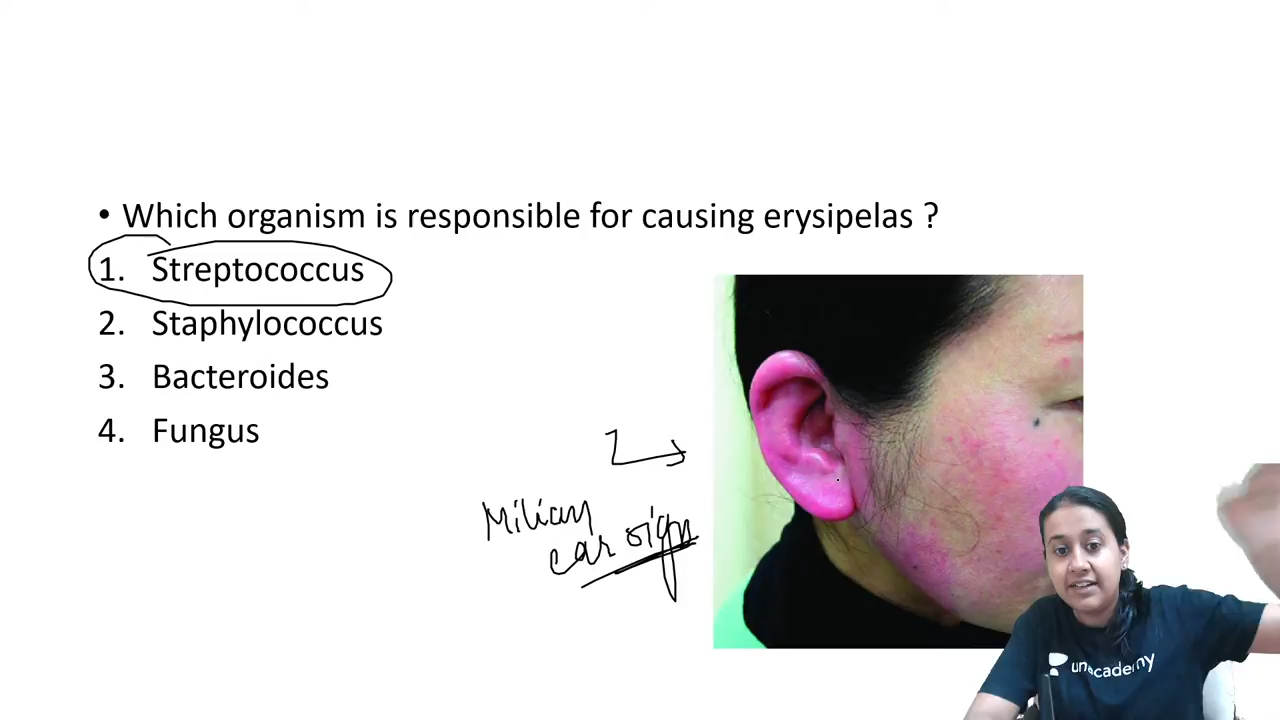 • Which organism is responsible for causing erysipelas ?
1. Streptococcus
2. Staphylococcus
3. Bacteroides
4. Fungus
Milian
ear sign
unacademy